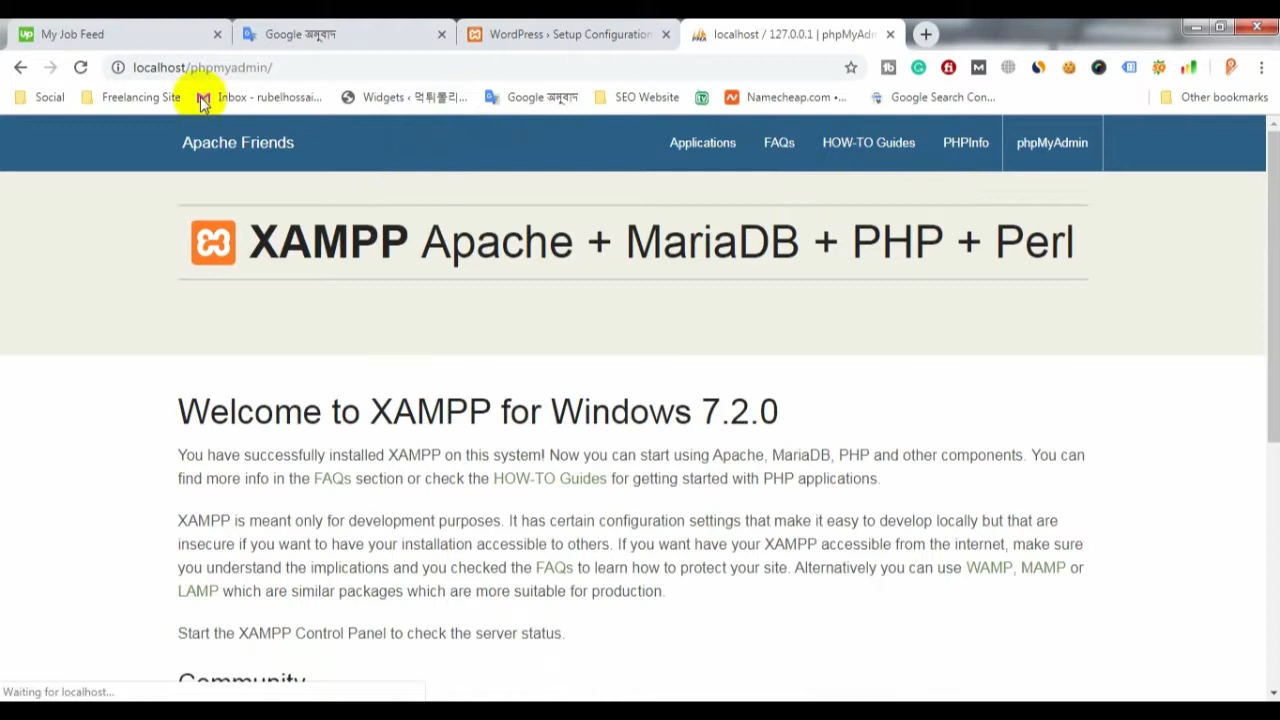 My Job Feed
Google অনুবাদ
WordPress › Setup Configuration
localhost / 127.0.0.1 | phpMyAdm
localhost/phpmyadmin/
Social
Freelancing Site
Inbox - rubelhossai...
Widgets ‹ 먹튀폴리...
Google অনুবাদ
SEO Website
Namecheap.com •...
Google Search Con...
Other bookmarks
Apache Friends
Applications
FAQs
HOW-TO Guides
PHPInfo
phpMyAdmin
XAMPP Apache + MariaDB + PHP + Perl
Welcome to XAMPP for Windows 7.2.0
You have successfully installed XAMPP on this system! Now you can start using Apache, MariaDB, PHP and other components. You can
find more info in the FAQs section or check the HOW-TO Guides for getting started with PHP applications.
XAMPP is meant only for development purposes. It has certain configuration settings that make it easy to develop locally but that are
insecure if you want to have your installation accessible to others. If you want have your XAMPP accessible from the internet, make sure
you understand the implications and you checked the FAQs to learn how to protect your site. Alternatively you can use WAMP, MAMP or
LAMP which are similar packages which are more suitable for production.
Start the XAMPP Control Panel to check the server status.
Community
Waiting for localhost...